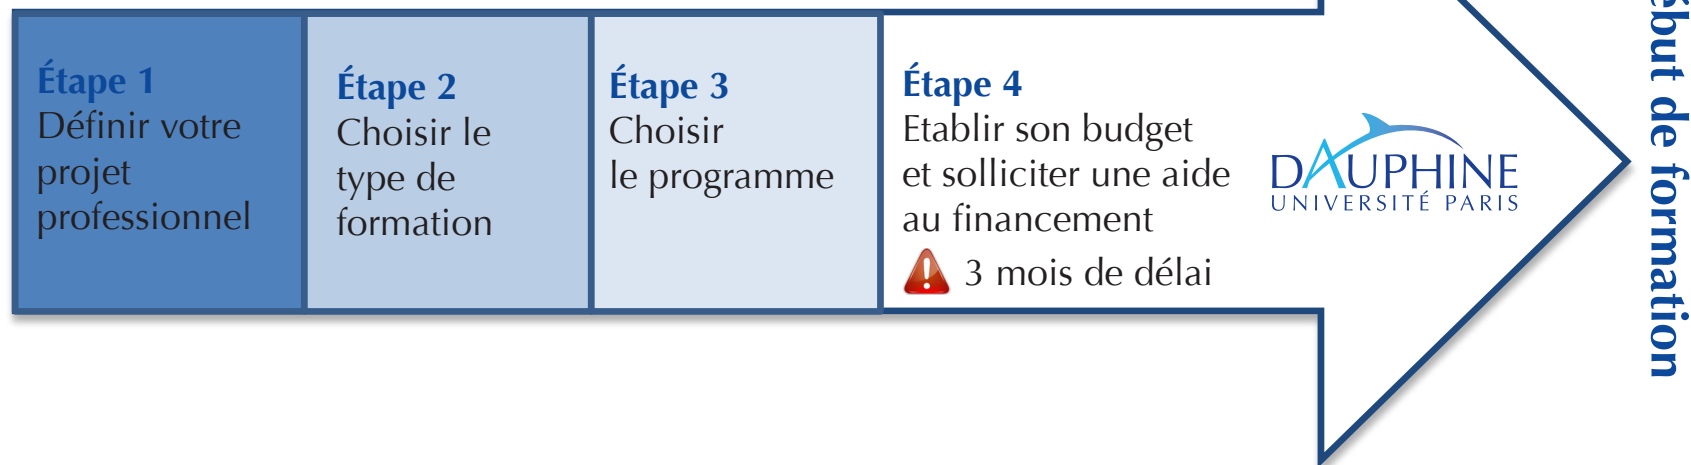 Étape 1
Définir votre
projet
professionnel
Étape 2
Choisir le
type de
formation
Étape 3
Choisir
le programme
Étape 4
Etablir son budget
et solliciter une aide
au financement
3 mois de délai
DAUPHINE
UNIVERSITÉ PARIS
ébut de formation